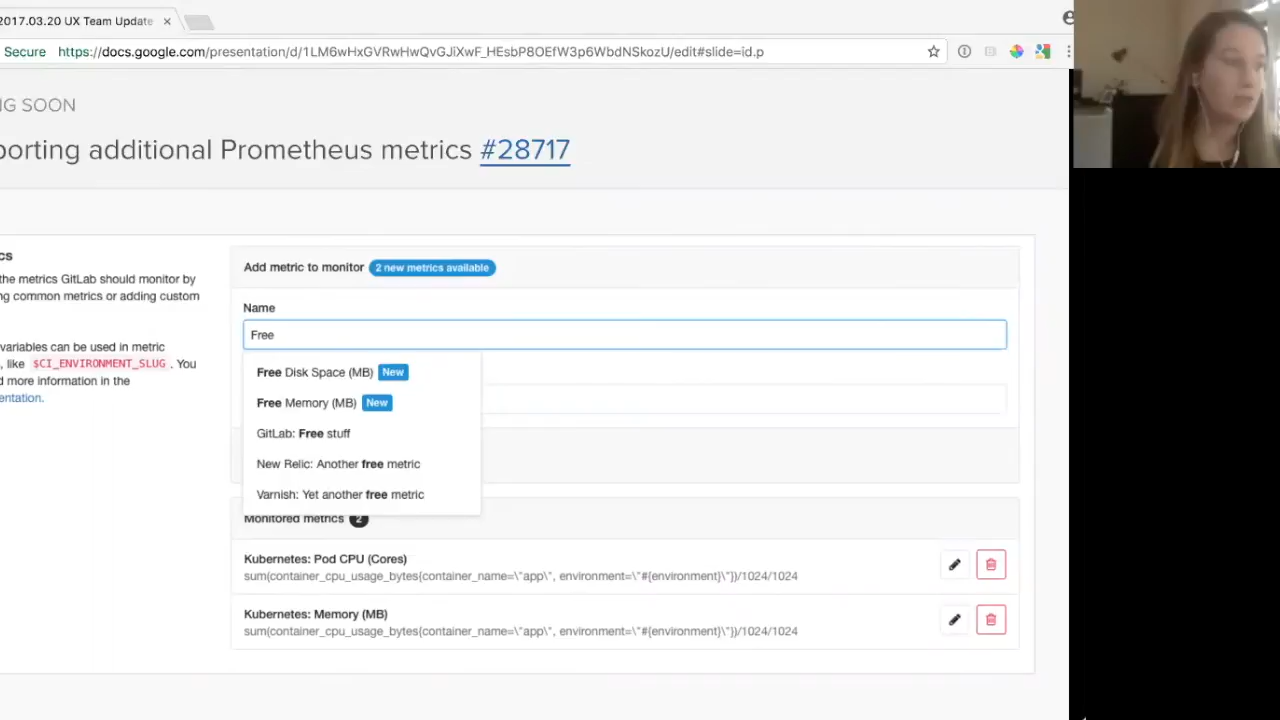 2017.03.20 UX Team Update
Secure https://docs.google.com/presentation/d/1LM6wHxGVRwHwQvGJiXwF_HEsbP8OEfW3p6WbdNSkozU/edit#slide=id.p
NG SOON
porting additional Prometheus metrics #28717
cs
the metrics GitLab should monitor by
ng common metrics or adding custom
variables can be used in metric
, like $CI_ENVIRONMENT_SLUG. You
d more information in the
entation.
Add metric to monitor 2 new metrics available
Name
Free
Free Disk Space (MB) New
Free Memory (MB) New
GitLab: Free stuff
New Relic: Another free metric
Varnish: Yet another free metric
Monitored metrics 2
Kubernetes: Pod CPU (Cores)
sum(container_cpu_usage_bytes{container_name=\"app\", environment=\"#{environment}\"})/1024/1024
Kubernetes: Memory (MB)
sum(container_cpu_usage_bytes{container_name=\"app\", environment=\"#{environment}\"})/1024/1024